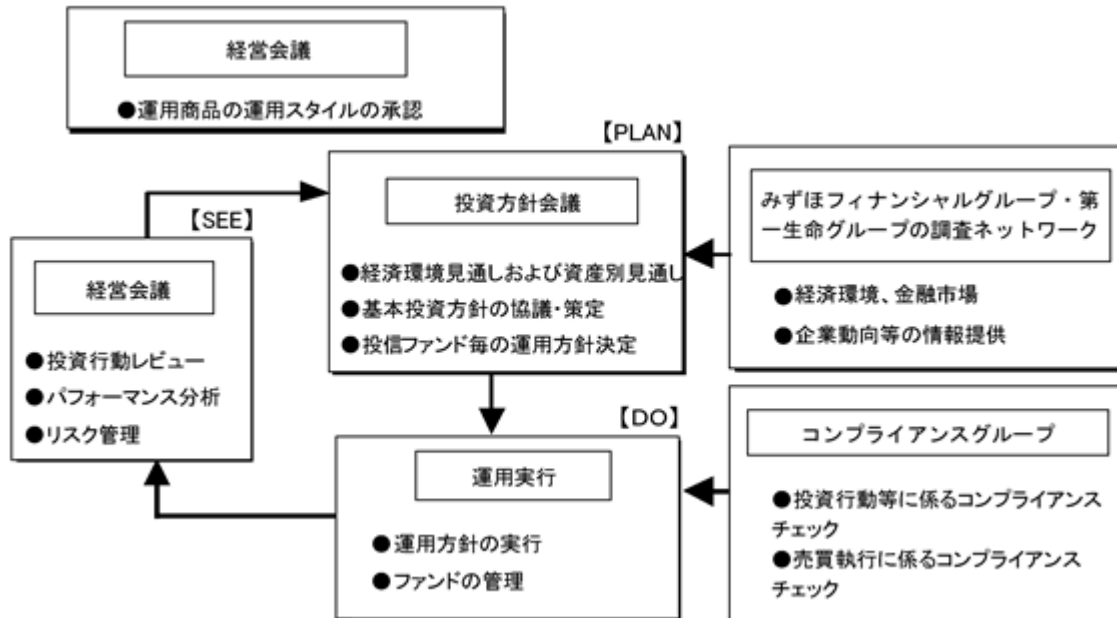 経営会議
●運用商品の運用スタイルの承認
【PLAN】
投資方針会議
●経済環境見通しおよび資産別見通し
●基本投資方針の協議・策定
●投信ファンド毎の運用方針決定
みずほフィナンシャルグループ・第
一生命グループの調査ネットワーク
●経済環境、金融市場
●企業動向等の情報提供
【SEE】
経営会議
●投資行動レビュー
●パフォーマンス分析
●リスク管理
【DO】
運用実行
●運用方針の実行
●ファンドの管理
コンプライアンスグループ
●投資行動等に係るコンプライアンス
チェック
●売買執行に係るコンプライアンス
チェック